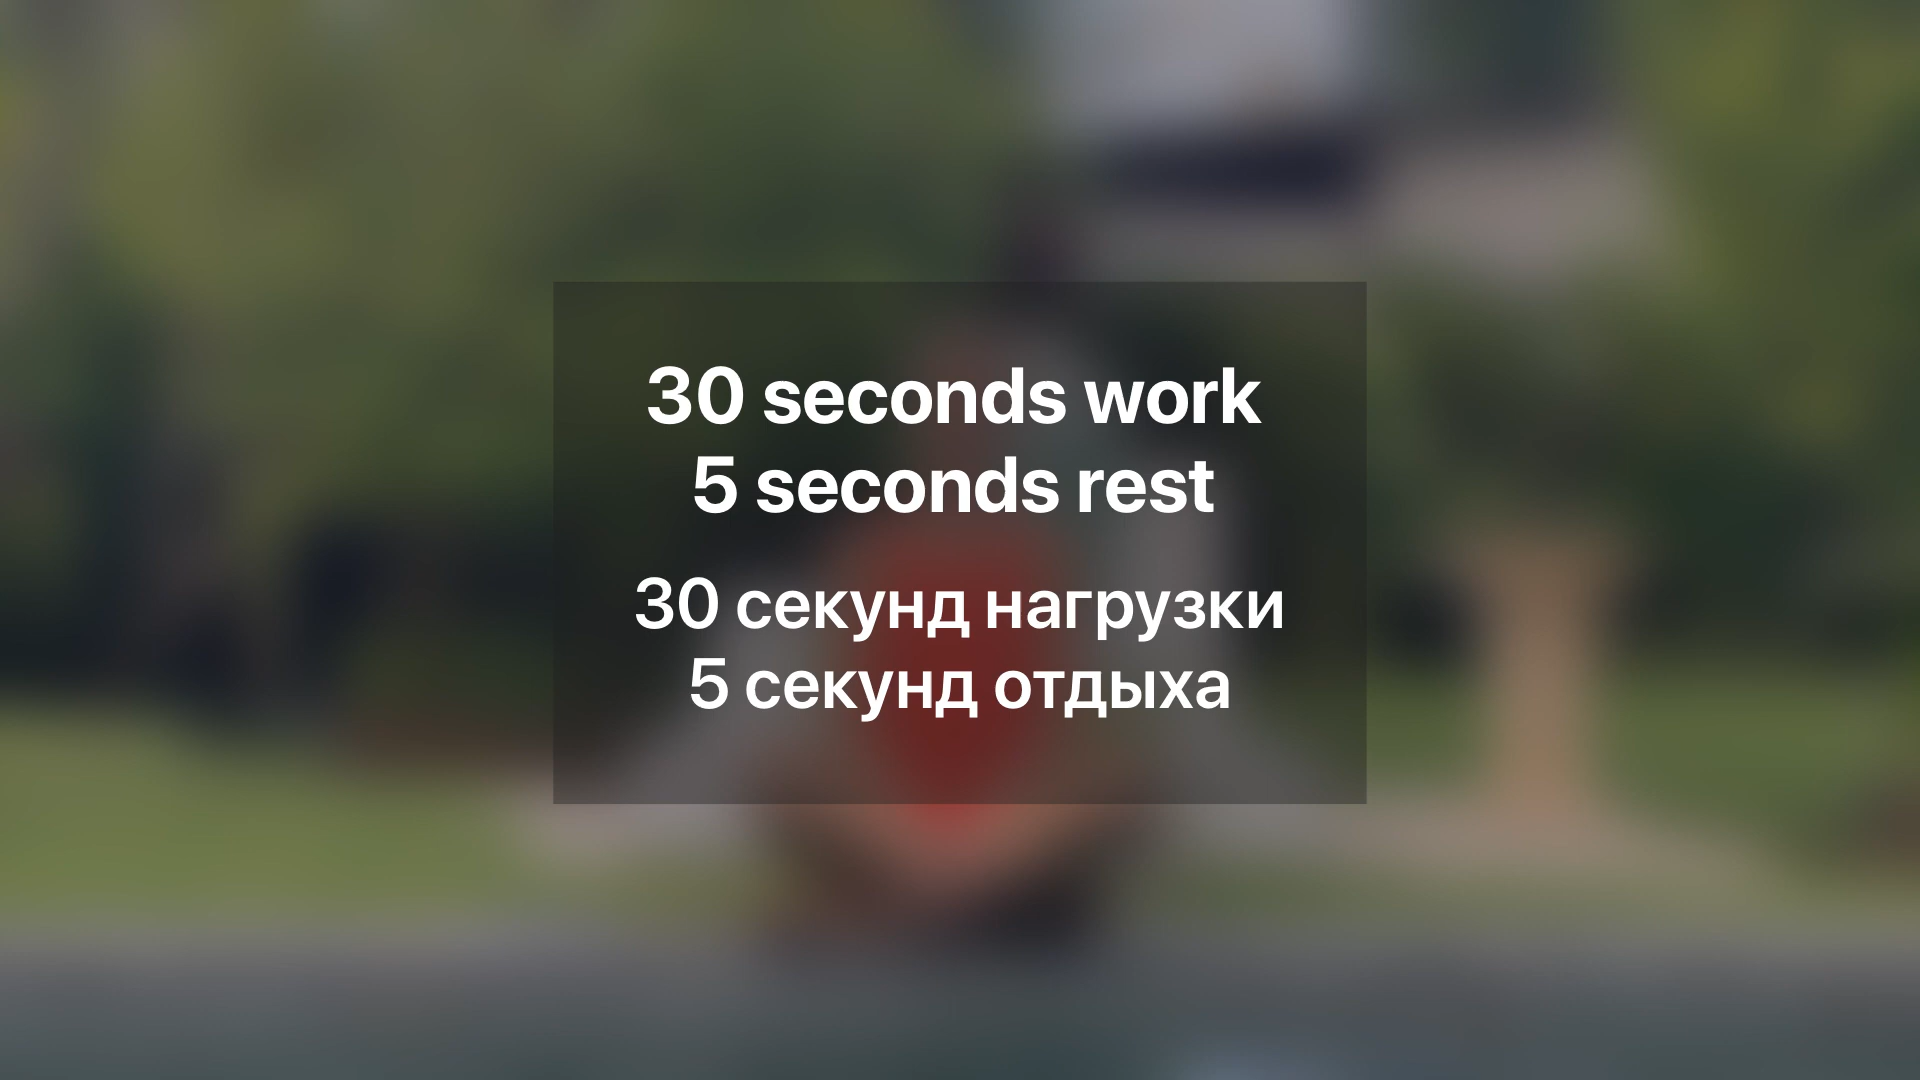 30 seconds work
5 seconds rest
30 секунд нагрузки
5 секунд отдыха